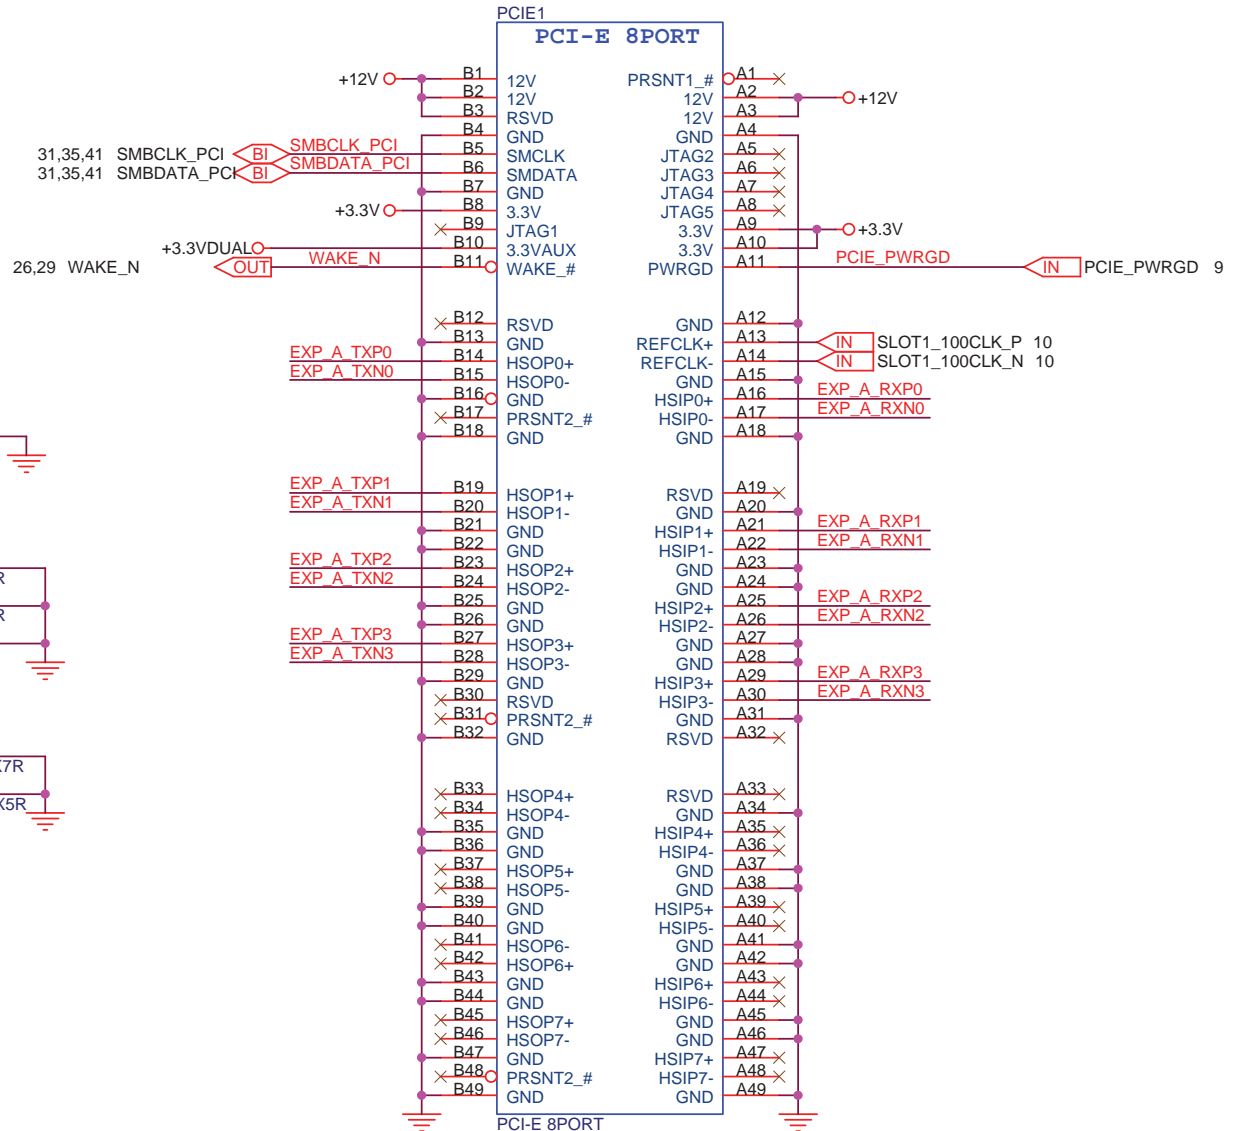 PCIE1
PCI-E 8PORT
+12V B1 12V PRSNT1_# A1
B2 12V 12V A2 +12V
B3 RSVD 12V A3
B4 GND GND A4
31,35,41 SMBCLK_PCI BI SMBCLK_PCI B5 SMCLK JTAG2 A5
31,35,41 SMBDATA_PCI BI SMBDATA_PCI B6 SMDATA JTAG3 A6
B7 GND JTAG4 A7
+3.3V B8 3.3V JTAG5 A8
B9 JTAG1 3.3V A9 +3.3V
+3.3VDUAL B10 3.3VAUX 3.3V A10
26,29 WAKE_N OUT WAKE_N B11 WAKE_# PWRGD A11 PCIE_PWRGD IN PCIE_PWRGD 9
B12 RSVD GND A12
B13 GND REFCLK+ A13 IN SLOT1_100CLK_P 10
EXP_A_TXP0 B14 HSOP0+ REFCLK- A14 IN SLOT1_100CLK_N 10
EXP_A_TXN0 B15 HSOP0- GND A15
B16 GND HSIP0+ A16 EXP_A_RXP0
B17 PRSNT2_# HSIP0- A17 EXP_A_RXN0
B18 GND GND A18
EXP_A_TXP1 B19 HSOP1+ RSVD A19
EXP_A_TXN1 B20 HSOP1- GND A20
B21 GND HSIP1+ A21 EXP_A_RXP1
B22 GND HSIP1- A22 EXP_A_RXN1
EXP_A_TXP2 B23 HSOP2+ GND A23
R EXP_A_TXN2 B24 HSOP2- GND A24
B25 GND HSIP2+ A25 EXP_A_RXP2
R B26 GND HSIP2- A26 EXP_A_RXN2
EXP_A_TXP3 B27 HSOP3+ GND A27
EXP_A_TXN3 B28 HSOP3- GND A28
B29 GND HSIP3+ A29 EXP_A_RXP3
B30 RSVD HSIP3- A30 EXP_A_RXN3
B31 PRSNT2_# GND A31
B32 GND RSVD A32
X7R
B33 HSOP4+ RSVD A33
X5R B34 HSOP4- GND A34
B35 GND HSIP4+ A35
B36 GND HSIP4- A36
B37 HSOP5+ GND A37
B38 HSOP5- GND A38
B39 GND HSIP5+ A39
B40 GND HSIP5- A40
B41 HSOP6- GND A41
B42 HSOP6+ GND A42
B43 GND HSIP6+ A43
B44 GND HSIP6- A44
B45 HSOP7+ GND A45
B46 HSOP7- GND A46
B47 GND HSIP7+ A47
B48 PRSNT2_# HSIP7- A48
B49 GND GND A49
PCI-E 8PORT